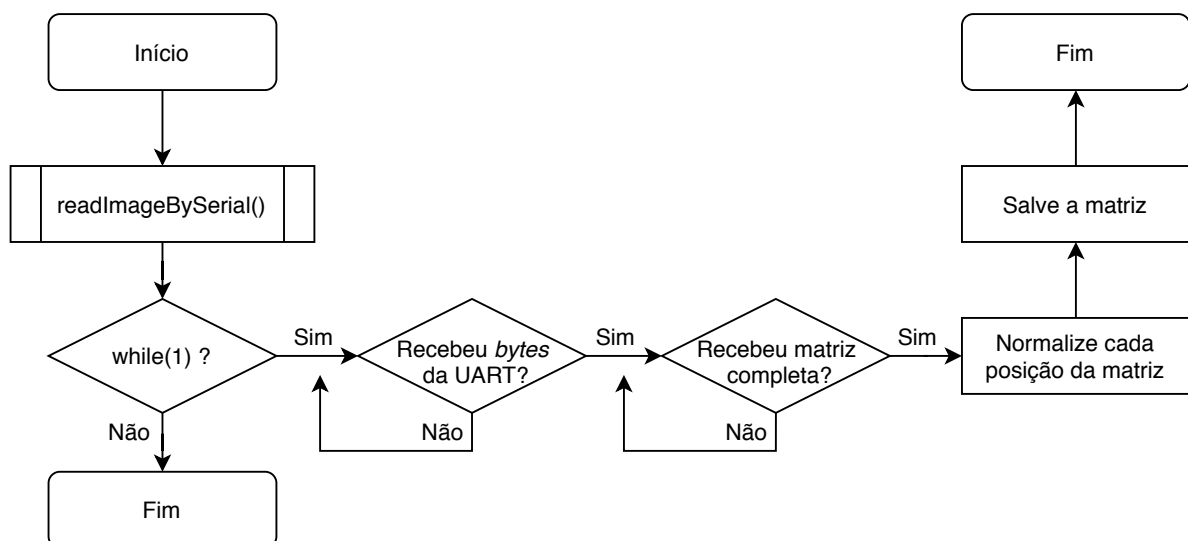 Início
readImageBySerial()
while(1) ?
Sim
Não
Fim
Recebeu bytes
da UART?
Sim
Não
Recebeu matriz
completa?
Sim
Não
Normalize cada
posição da matriz
Salve a matriz
Fim